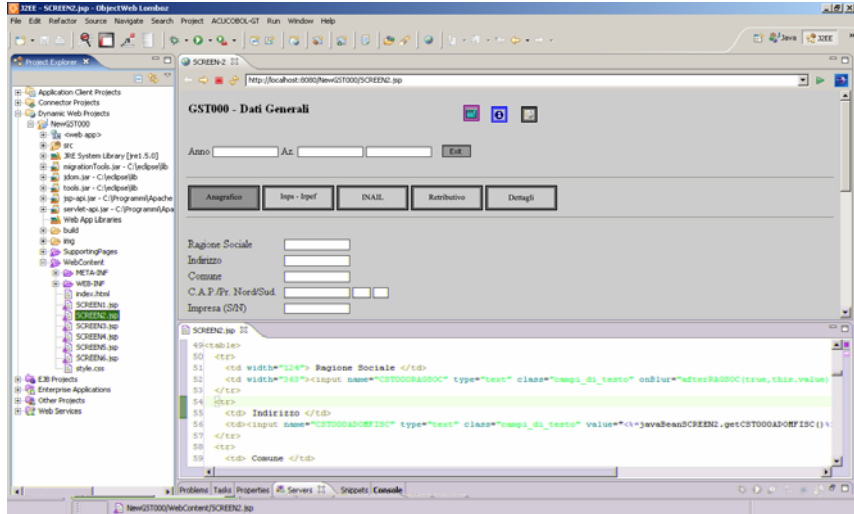 J2EE - SCREEN2.jsp - ObjectWeb Lomboz
File Edit Refactor Source Navigate Search Project ACUCOBOL-GT Run Window Help
Java J2EE
Project Explorer
Application Client Projects
Connector Projects
Dynamic Web Projects
NewGST000
<web app>
src
JRE System Library [jre1.5.0]
migrationTools.jar - C:\eclipse\lib
jdom.jar - C:\eclipse\lib
tools.jar - C:\eclipse\lib
jsp-api.jar - C:\Programmi\Apache
servlet-api.jar - C:\Programmi\Apa
Web App Libraries
build
img
SupportingPages
WebContent
META-INF
WEB-INF
index.html
SCREEN1.jsp
SCREEN2.jsp
SCREEN3.jsp
SCREEN4.jsp
SCREEN5.jsp
SCREEN6.jsp
style.css
EJB Projects
Enterprise Applications
Other Projects
Web Services
SCREEN-2
http://localhost:8080/NewGST000/SCREEN2.jsp
GST000 - Dati Generali
Anno Az. Exit
Anagrafico Inps - Irpef INAIL Retributivo Dettagli
Ragione Sociale
Indirizzo
Comune
C.A.P./Pr. Nord/Sud.
Impresa (S/N)
SCREEN2.jsp
49 <table>
50 <tr>
51 <td width="124"> Ragione Sociale </td>
52 <td width="363"><input name="CST000RAGSOC" type="text" class="campi_di_testo" onBlur="afterRAGSOC(true,this.value)
53 </tr>
54 <tr>
55 <td> Indirizzo </td>
56 <td><input name="CST000ADOMFISC" type="text" class="campi_di_testo" value="<%=javaBeanSCREEN2.getCST000ADOMFISC()%
57 </tr>
58 <tr>
59 <td> Comune </td>
Problems Tasks Properties Servers Snippets Console
NewGST000/WebContent/SCREEN2.jsp